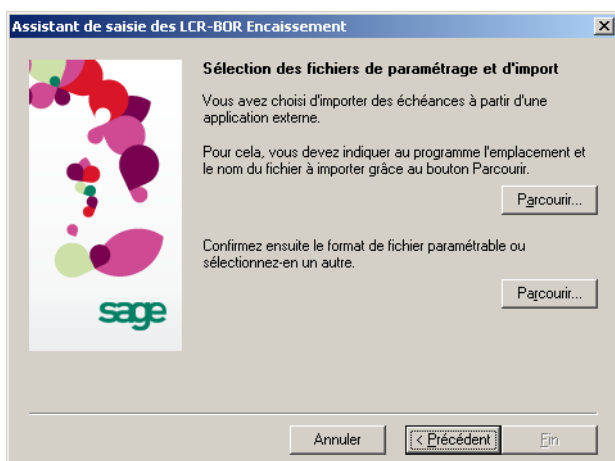 Assistant de saisie des LCR-BOR Encaissement
Sélection des fichiers de paramétrage et d'import
Vous avez choisi d'importer des échéances à partir d'une
application externe.
Pour cela, vous devez indiquer au programme l'emplacement et
le nom du fichier à importer grâce au bouton Parcourir.
Parcourir...
Confirmez ensuite le format de fichier paramétrable ou
sélectionnez-en un autre.
Parcourir...
sage
Annuler
< Précédent
Fin